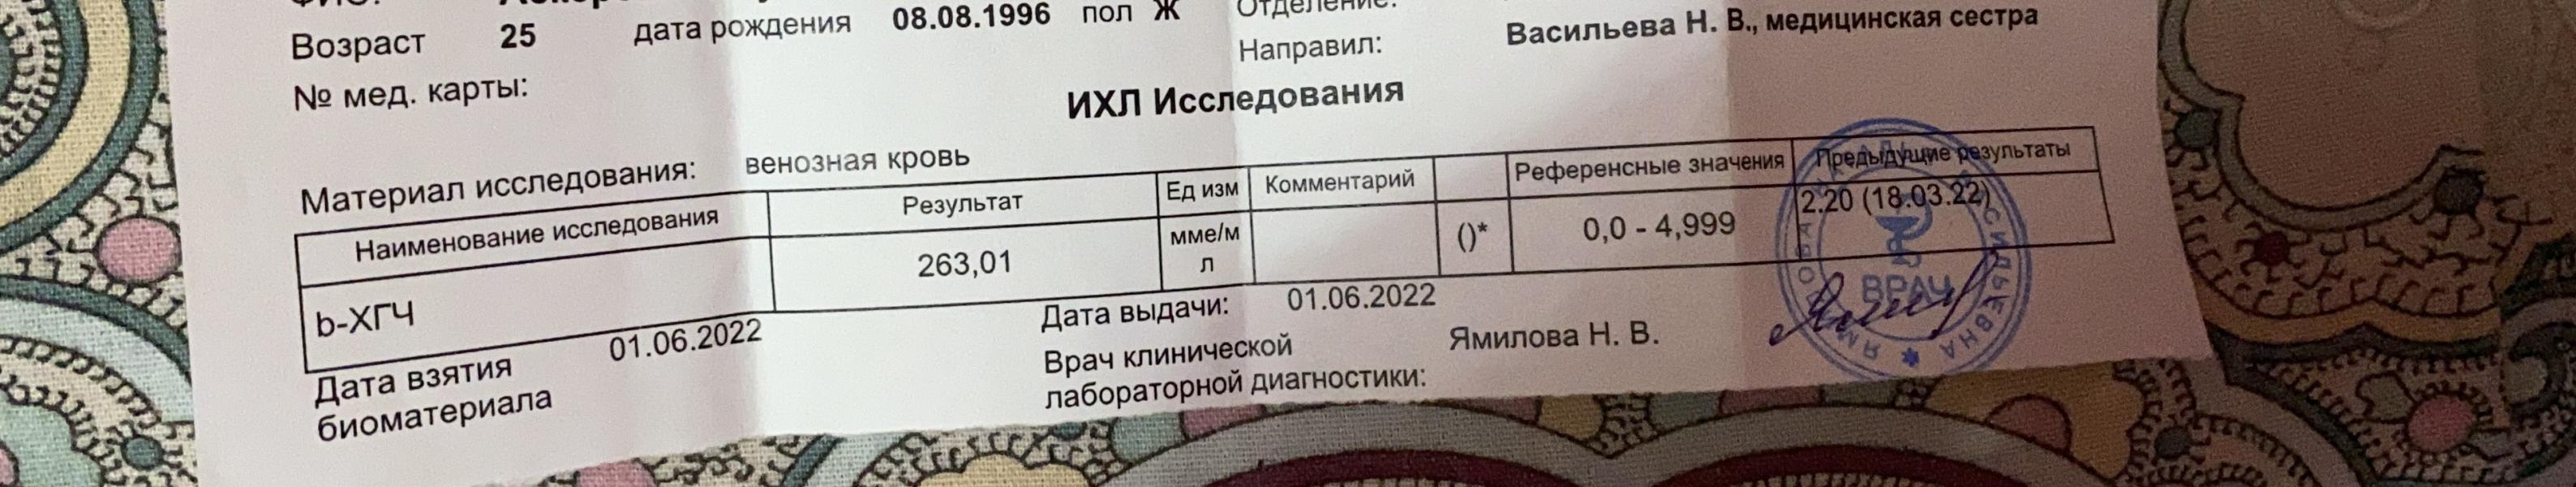 Возраст 25 дата рождения 08.08.1996 пол Ж
№ мед. карты:
Отделение:
Направил: Васильева Н. В., медицинская сестра
ИХЛ Исследования
Материал исследования: венозная кровь
Наименование исследования Результат Ед изм Комментарий Референсные значения Предыдущие результаты
b-ХГЧ 263,01 мме/м
л ()* 0,0 - 4,999 2.20 (18.03.22)
Дата взятия
биоматериала 01.06.2022
Дата выдачи: 01.06.2022
Врач клинической
лабораторной диагностики: Ямилова Н. В.
ВРАЧ